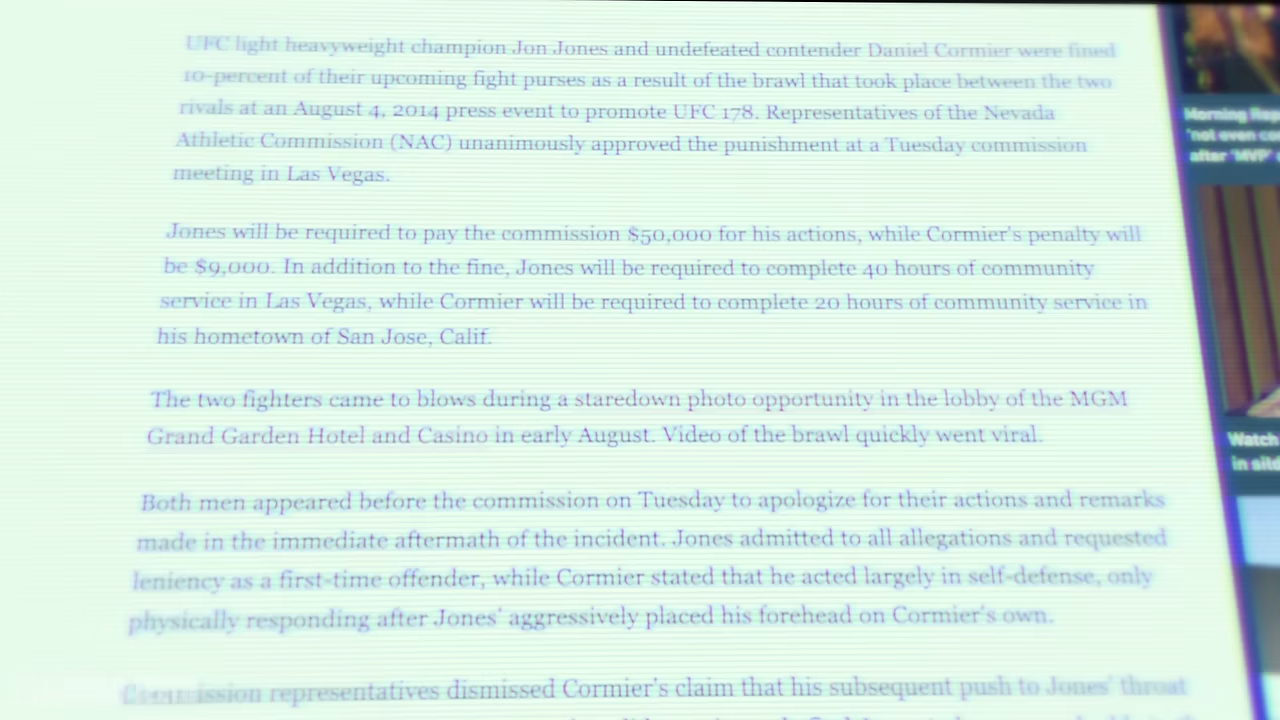 UFC light heavyweight champion Jon Jones and undefeated contender Daniel Cormier were fined
10-percent of their upcoming fight purses as a result of the brawl that took place between the two
rivals at an August 4, 2014 press event to promote UFC 178. Representatives of the Nevada
Athletic Commission (NAC) unanimously approved the punishment at a Tuesday commission
meeting in Las Vegas.
Jones will be required to pay the commission $50,000 for his actions, while Cormier's penalty will
be $9,000. In addition to the fine, Jones will be required to complete 40 hours of community
service in Las Vegas, while Cormier will be required to complete 20 hours of community service in
his hometown of San Jose, Calif.
The two fighters came to blows during a staredown photo opportunity in the lobby of the MGM
Grand Garden Hotel and Casino in early August. Video of the brawl quickly went viral.
Both men appeared before the commission on Tuesday to apologize for their actions and remarks
made in the immediate aftermath of the incident. Jones admitted to all allegations and requested
leniency as a first-time offender, while Cormier stated that he acted largely in self-defense, only
physically responding after Jones' aggressively placed his forehead on Cormier's own.
Commission representatives dismissed Cormier's claim that his subsequent push to Jones' throat
Morning
'not even
after 'MVP'
Watch
in